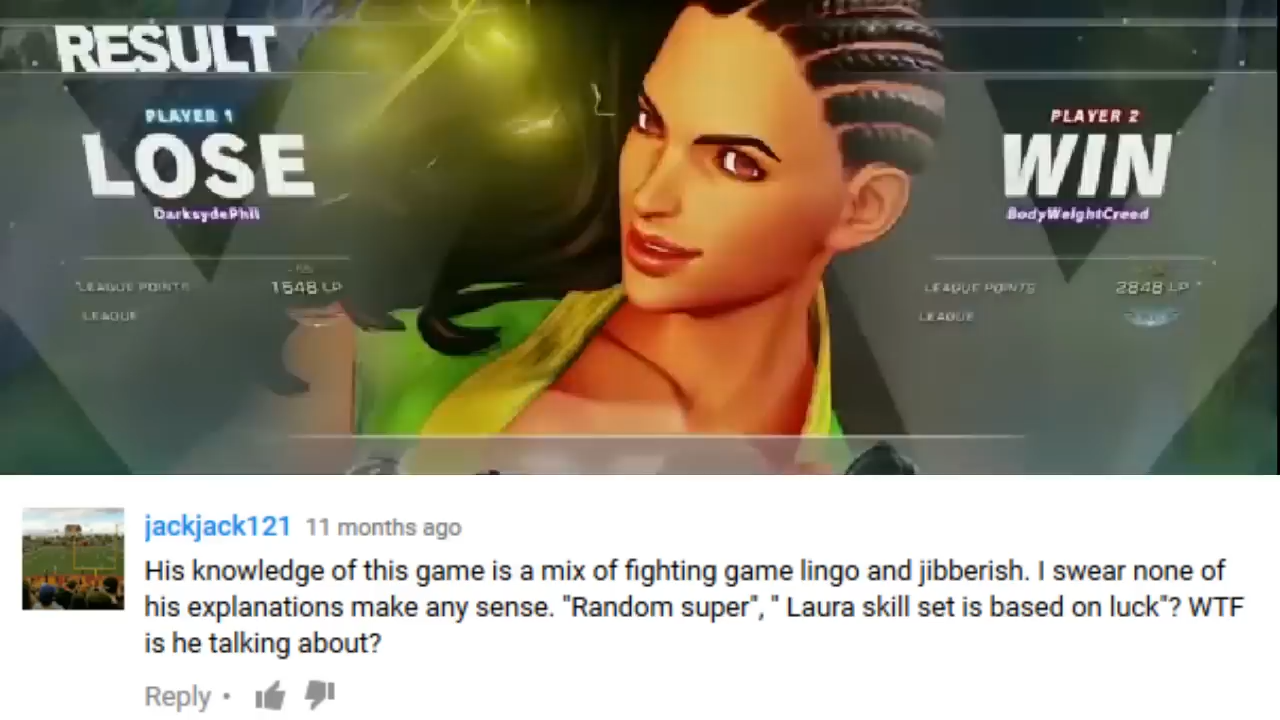 RESULT
PLAYER 1
LOSE
DarksydePhil
LEAGUE POINTS 1548 LP
LEAGUE
PLAYER 2
WIN
BodyWeightCreed
LEAGUE POINTS 2848 LP
LEAGUE
jackjack121 11 months ago
His knowledge of this game is a mix of fighting game lingo and jibberish. I swear none of
his explanations make any sense. "Random super", " Laura skill set is based on luck"? WTF
is he talking about?
Reply •